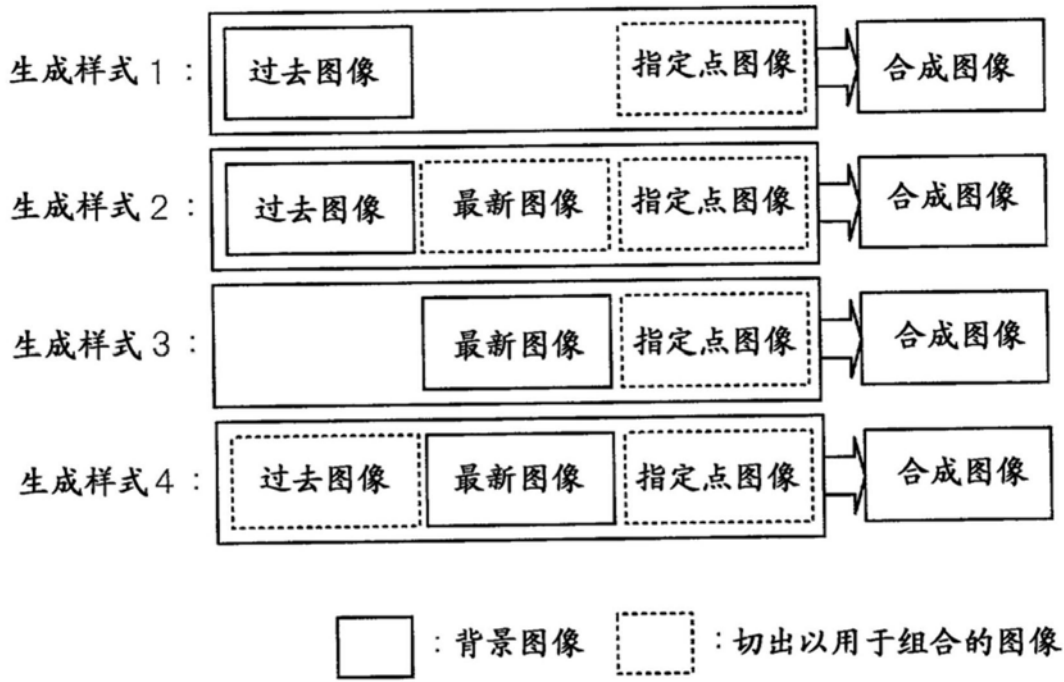 生成样式1： 过去图像 指定点图像 合成图像
生成样式2： 过去图像 最新图像 指定点图像 合成图像
生成样式3： 最新图像 指定点图像 合成图像
生成样式4： 过去图像 最新图像 指定点图像 合成图像
：背景图像 ：切出以用于组合的图像